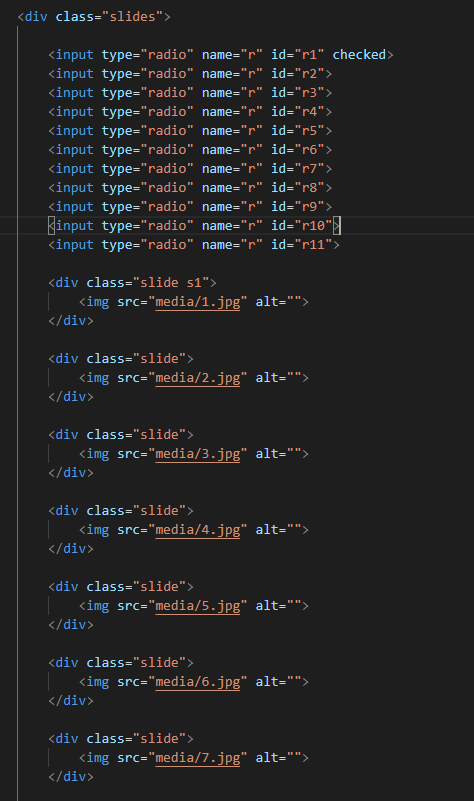 <div class="slides">
<input type="radio" name="r" id="r1" checked>
<input type="radio" name="r" id="r2">
<input type="radio" name="r" id="r3">
<input type="radio" name="r" id="r4">
<input type="radio" name="r" id="r5">
<input type="radio" name="r" id="r6">
<input type="radio" name="r" id="r7">
<input type="radio" name="r" id="r8">
<input type="radio" name="r" id="r9">
<input type="radio" name="r" id="r10">
<input type="radio" name="r" id="r11">
<div class="slide s1">
<img src="media/1.jpg" alt="">
</div>
<div class="slide">
<img src="media/2.jpg" alt="">
</div>
<div class="slide">
<img src="media/3.jpg" alt="">
</div>
<div class="slide">
<img src="media/4.jpg" alt="">
</div>
<div class="slide">
<img src="media/5.jpg" alt="">
</div>
<div class="slide">
<img src="media/6.jpg" alt="">
</div>
<div class="slide">
<img src="media/7.jpg" alt="">
</div>